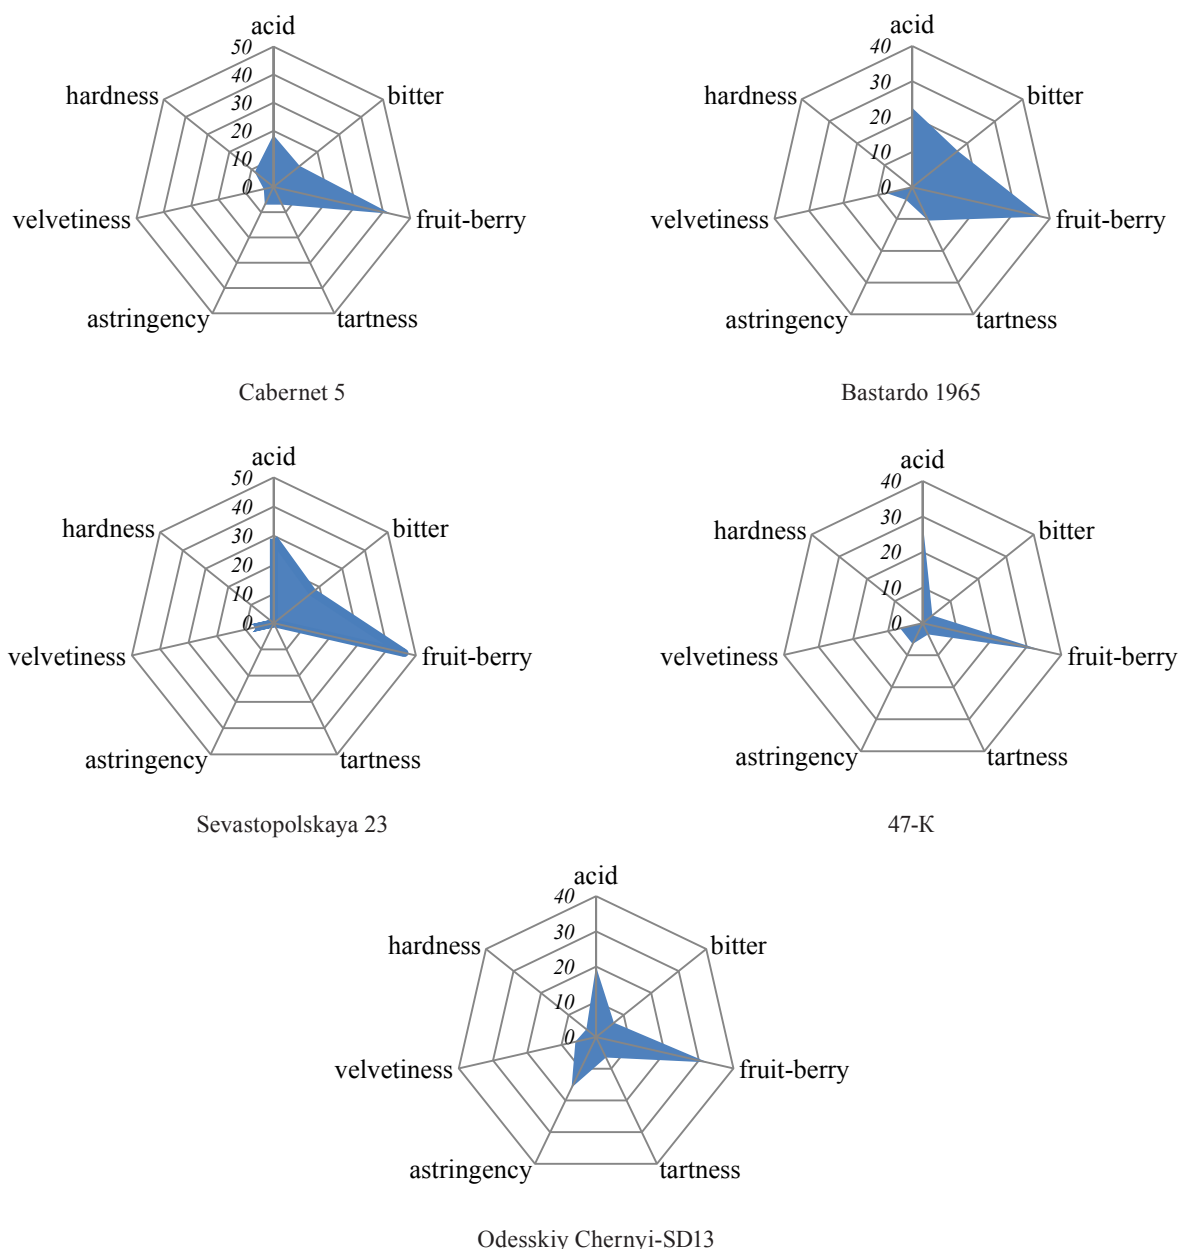 acid
50
40
30
20
10
0
hardness
bitter
velvetiness
fruit-berry
astringency
tartness
Cabernet 5
acid
40
30
20
10
0
hardness
bitter
velvetiness
fruit-berry
astringency
tartness
Bastardo 1965
acid
50
40
30
20
10
0
hardness
bitter
velvetiness
fruit-berry
astringency
tartness
Sevastopolskaya 23
acid
40
30
20
10
0
hardness
bitter
velvetiness
fruit-berry
astringency
tartness
47-K
acid
40
30
20
10
0
hardness
bitter
velvetiness
fruit-berry
astringency
tartness
Odesskiy Chernyi-SD13